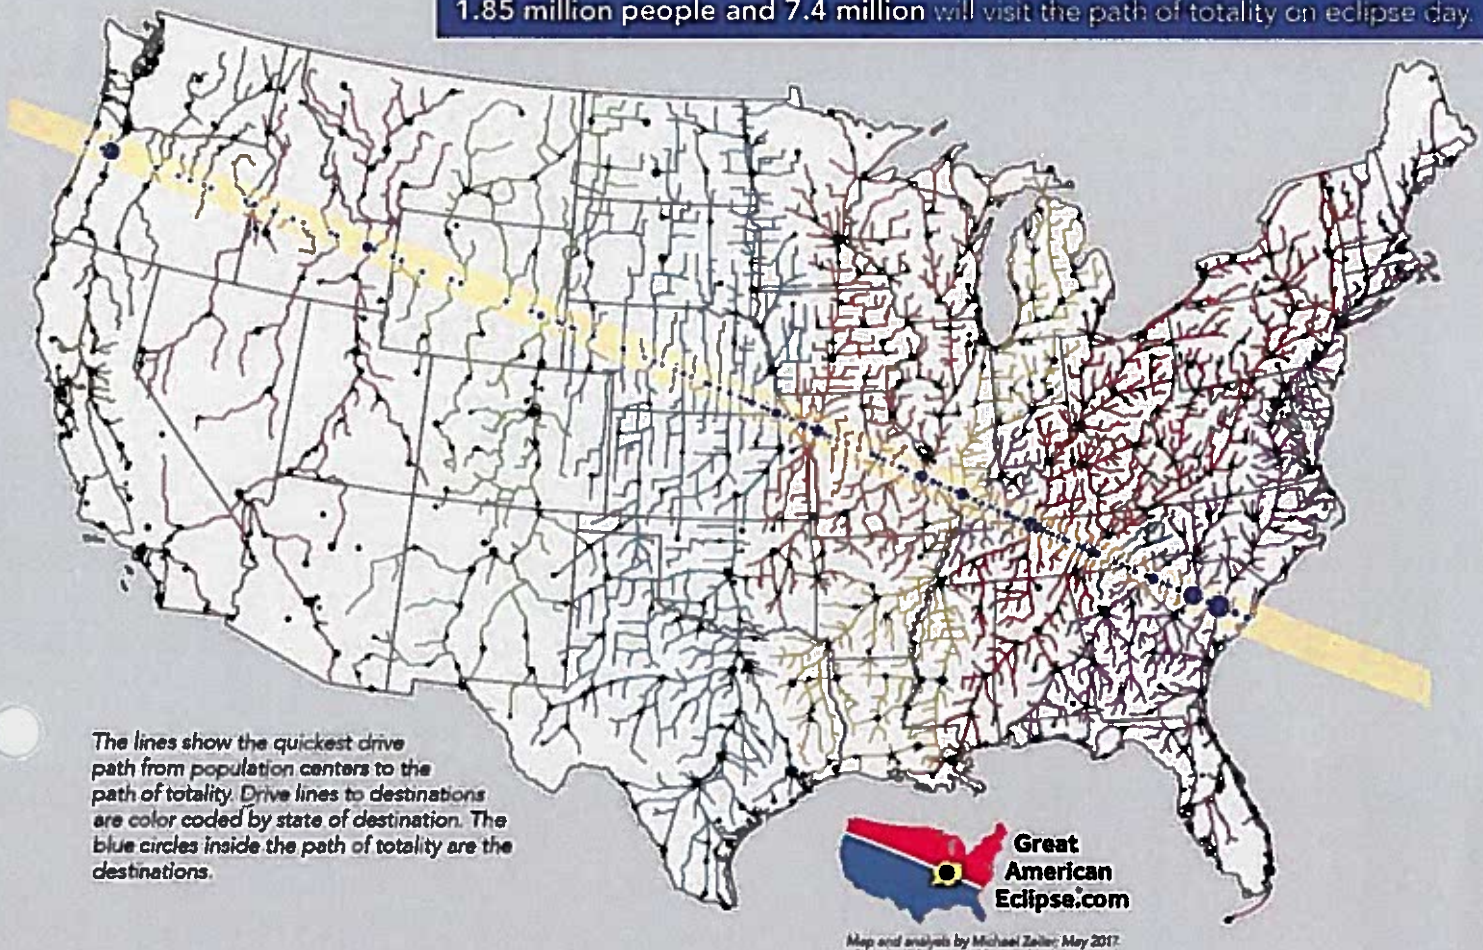 1.85 million people and 7.4 million will visit the path of totality on eclipse day.
The lines show the quickest drive
path from population centers to the
path of totality. Drive lines to destinations
are color coded by state of destination. The
blue circles inside the path of totality are the
destinations.
Great
American
Eclipse.com
Map and analysis by Michael Zeiler, May 2017